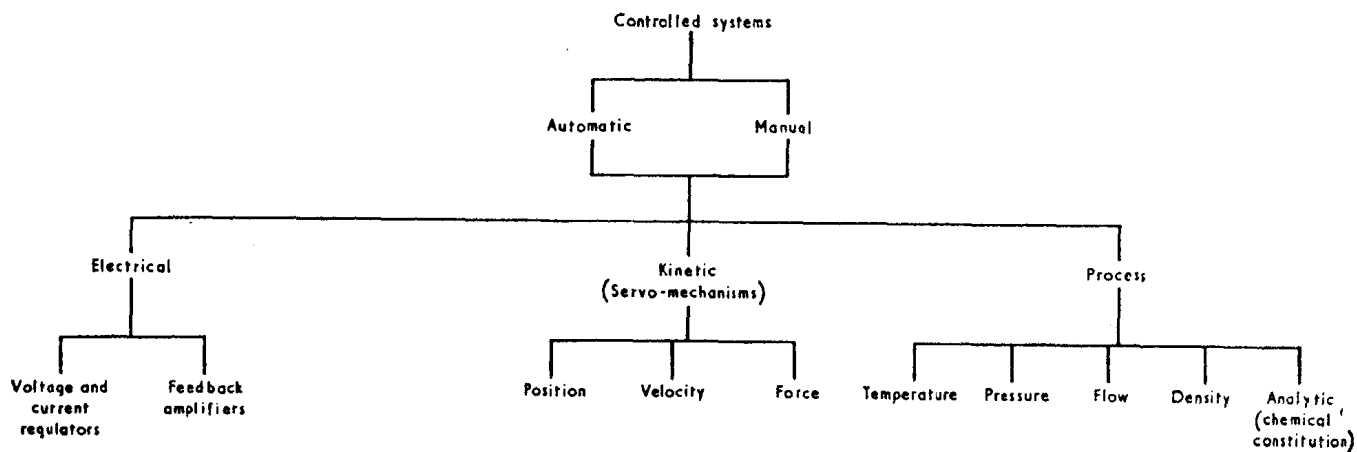 Controlled systems
Automatic
Manual
Electrical
Kinetic
(Servo-mechanisms)
Process
Voltage and
current
regulators
Feedback
amplifiers
Position
Velocity
Force
Temperature
Pressure
Flow
Density
Analytic
(chemical
constitution)